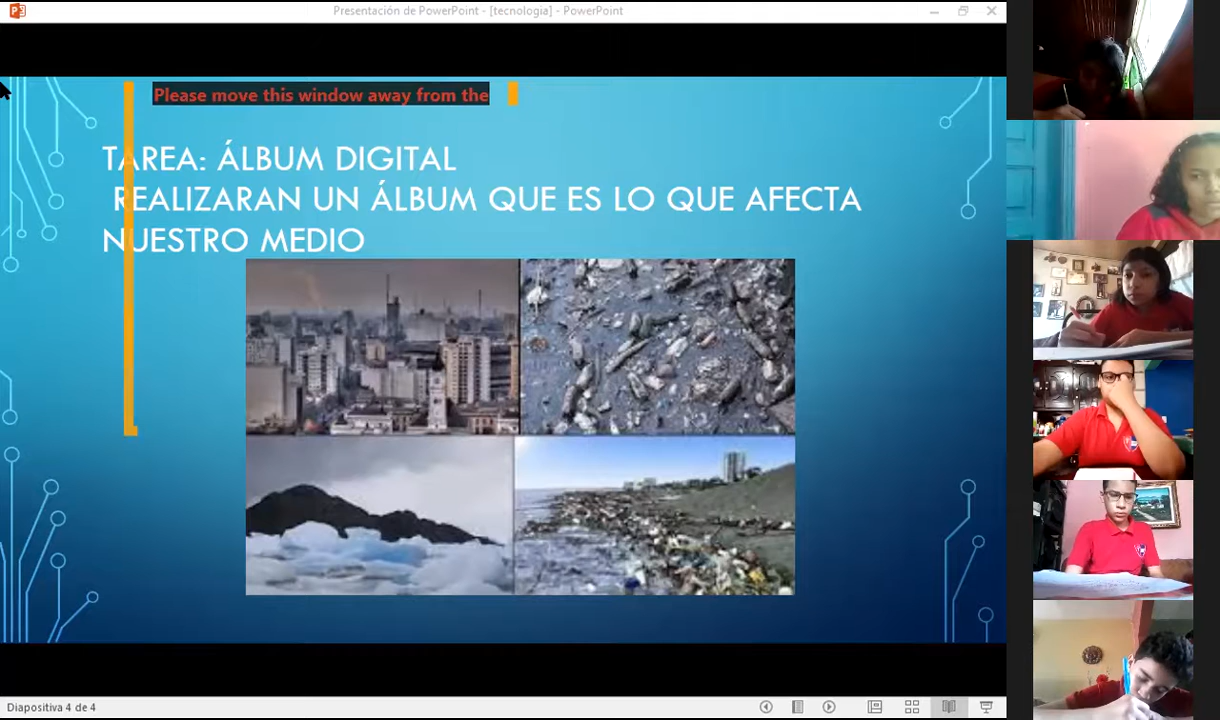 Presentación de PowerPoint - [tecnologia] - PowerPoint
Please move this window away from the
TAREA: ÁLBUM DIGITAL
REALIZARAN UN ÁLBUM QUE ES LO QUE AFECTA
NUESTRO MEDIO
Diapositiva 4 de 4